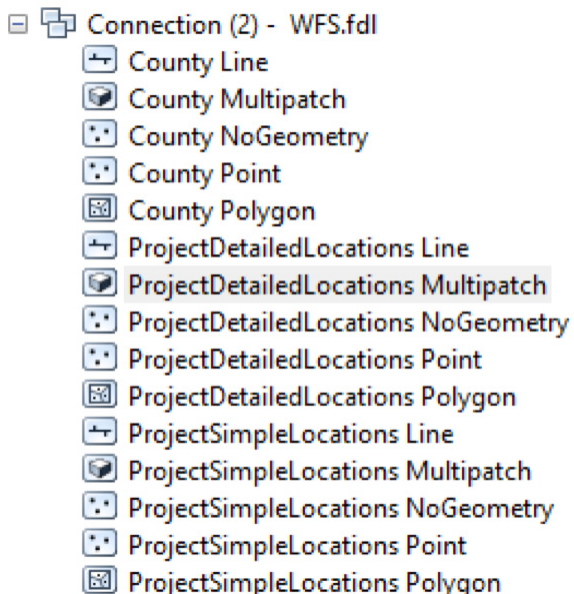 Connection (2) - WFS.fdl
County Line
County Multipatch
County NoGeometry
County Point
County Polygon
ProjectDetailedLocations Line
ProjectDetailedLocations Multipatch
ProjectDetailedLocations NoGeometry
ProjectDetailedLocations Point
ProjectDetailedLocations Polygon
ProjectSimpleLocations Line
ProjectSimpleLocations Multipatch
ProjectSimpleLocations NoGeometry
ProjectSimpleLocations Point
ProjectSimpleLocations Polygon